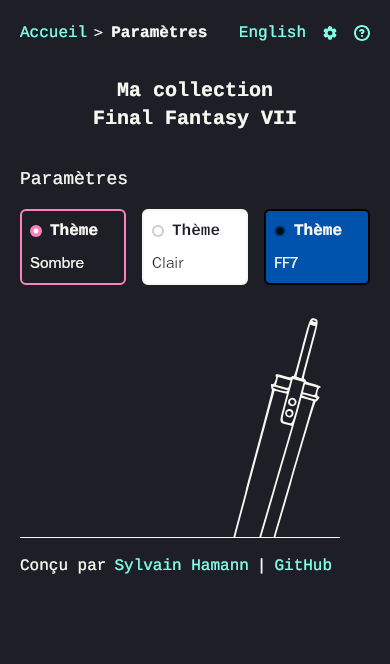 Accueil > Paramètres English
Ma collection
Final Fantasy VII
Paramètres
Thème
Sombre
Thème
Clair
Thème
FF7
Conçu par Sylvain Hamann | GitHub